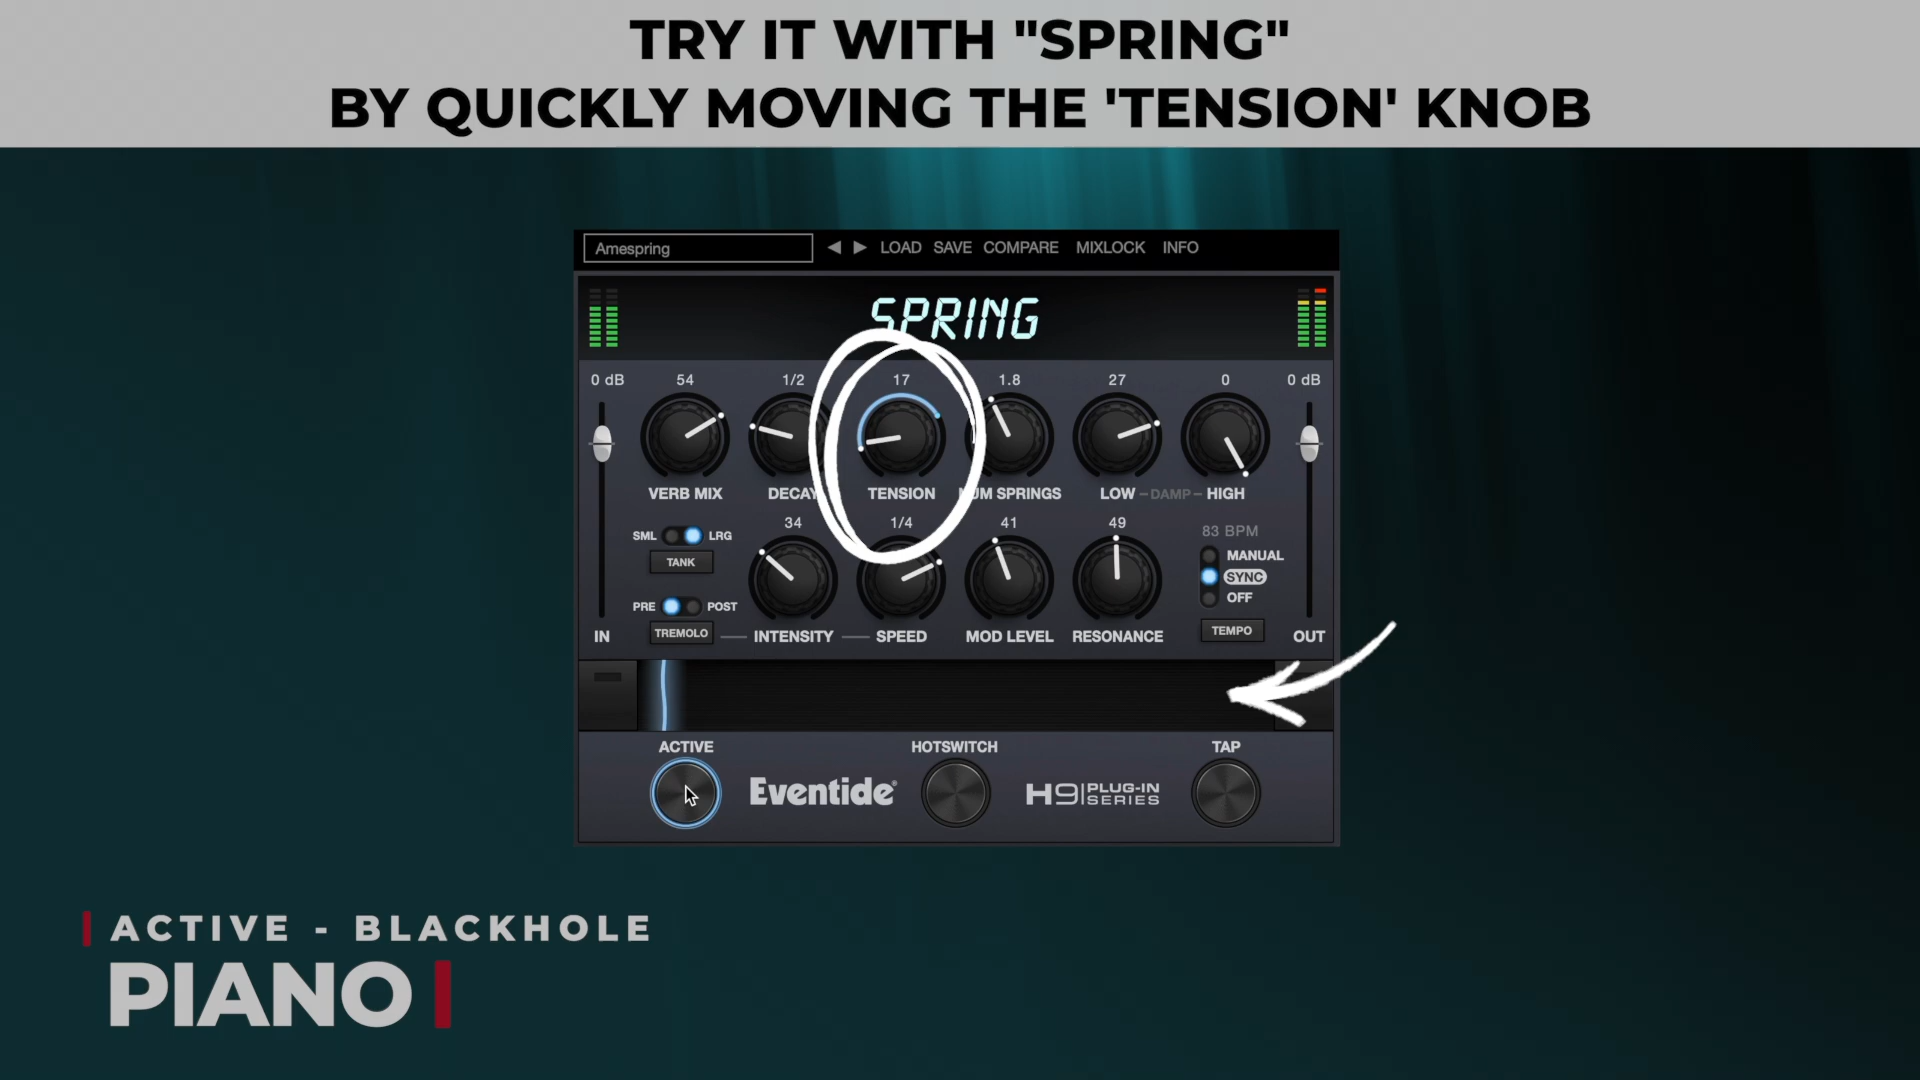 TRY IT WITH "SPRING"
BY QUICKLY MOVING THE 'TENSION' KNOB
Amespring
LOAD SAVE COMPARE MIXLOCK INFO
SPRING
0 dB 54 1/2 17 1.8 27 0 0 dB
VERB MIX DECAY TENSION NUM SPRINGS LOW DAMP HIGH
34 1/4 41 49 83 BPM
SML LRG
TANK
MANUAL
SYNC
OFF
PRE POST
TREMOLO
INTENSITY SPEED MOD LEVEL RESONANCE
TEMPO
IN OUT
ACTIVE HOTSWITCH TAP
Eventide® H9 PLUG-IN SERIES
ACTIVE - BLACKHOLE
PIANO